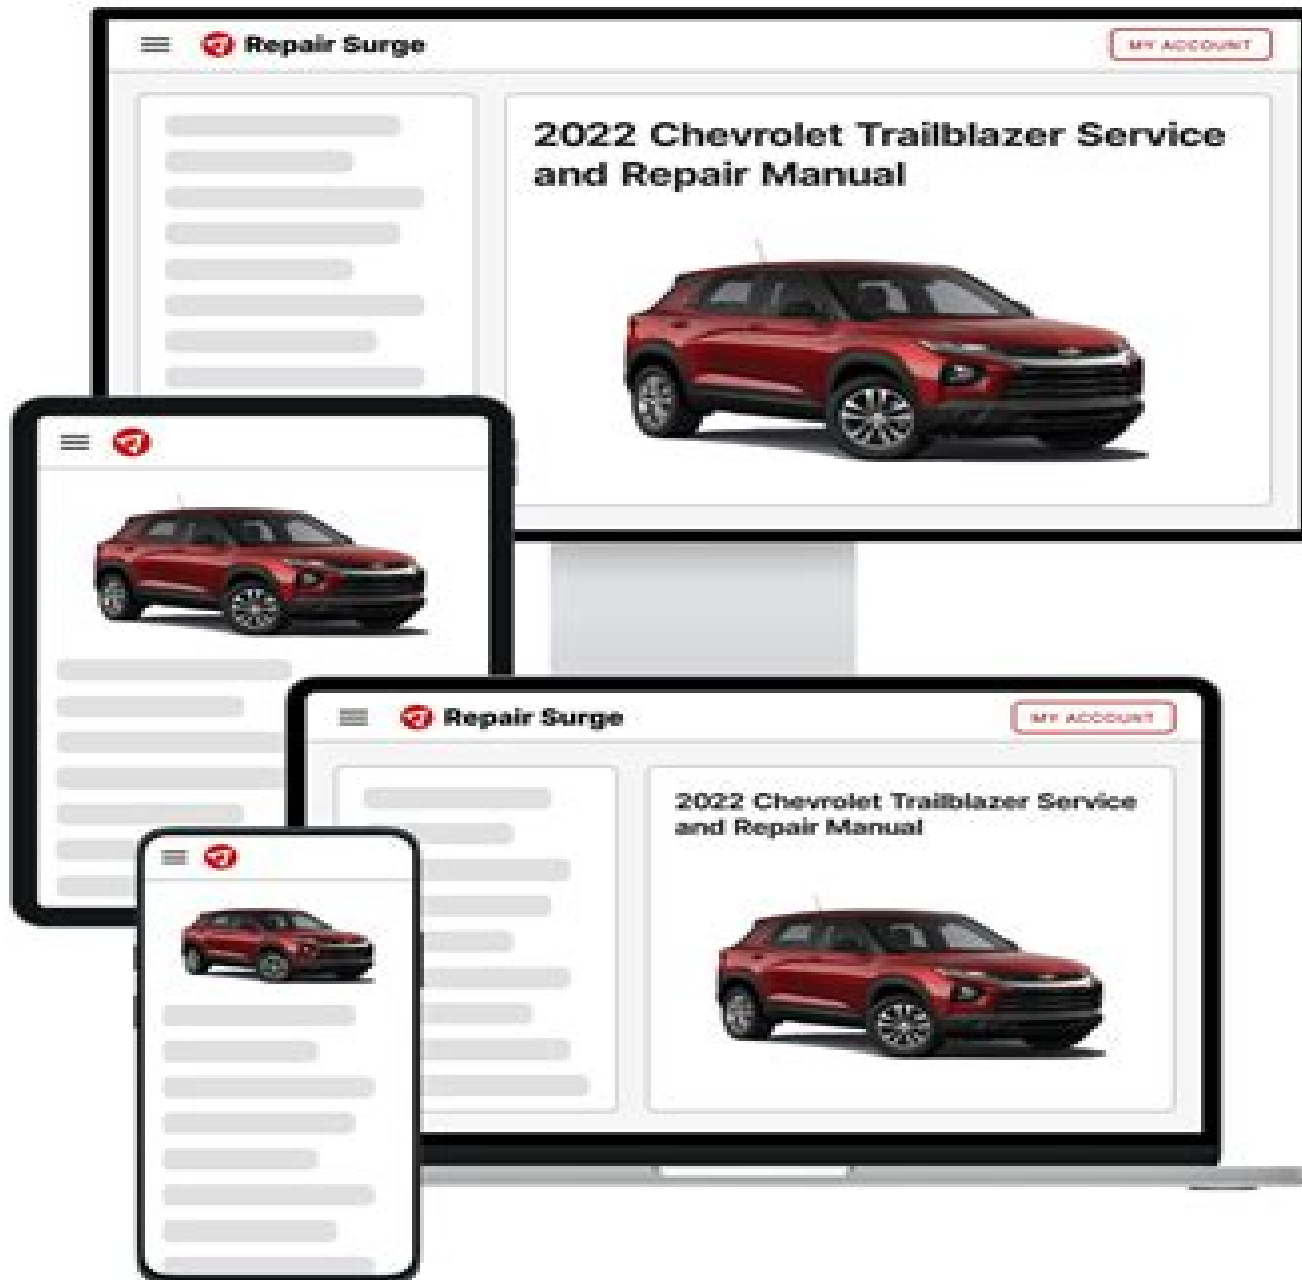 Repair Surge
MY ACCOUNT
2022 Chevrolet Trailblazer Service
and Repair Manual
Repair Surge
MY ACCOUNT
2022 Chevrolet Trailblazer Service
and Repair Manual